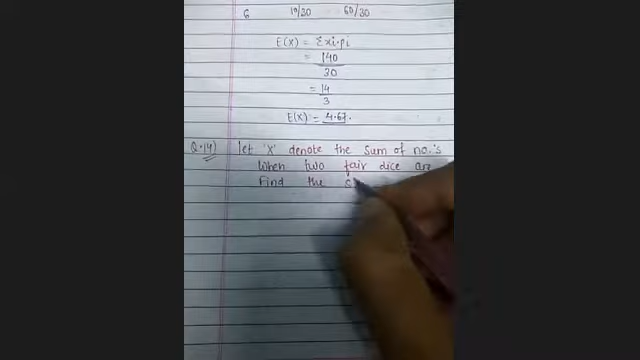 6 10/30 60/30
E(X) = Σxi.pi
= 140
30
= 14
3
E(X) = 4.67.
Q.14) let 'X' denote the sum of no.'s
when two fair dice are
Find the